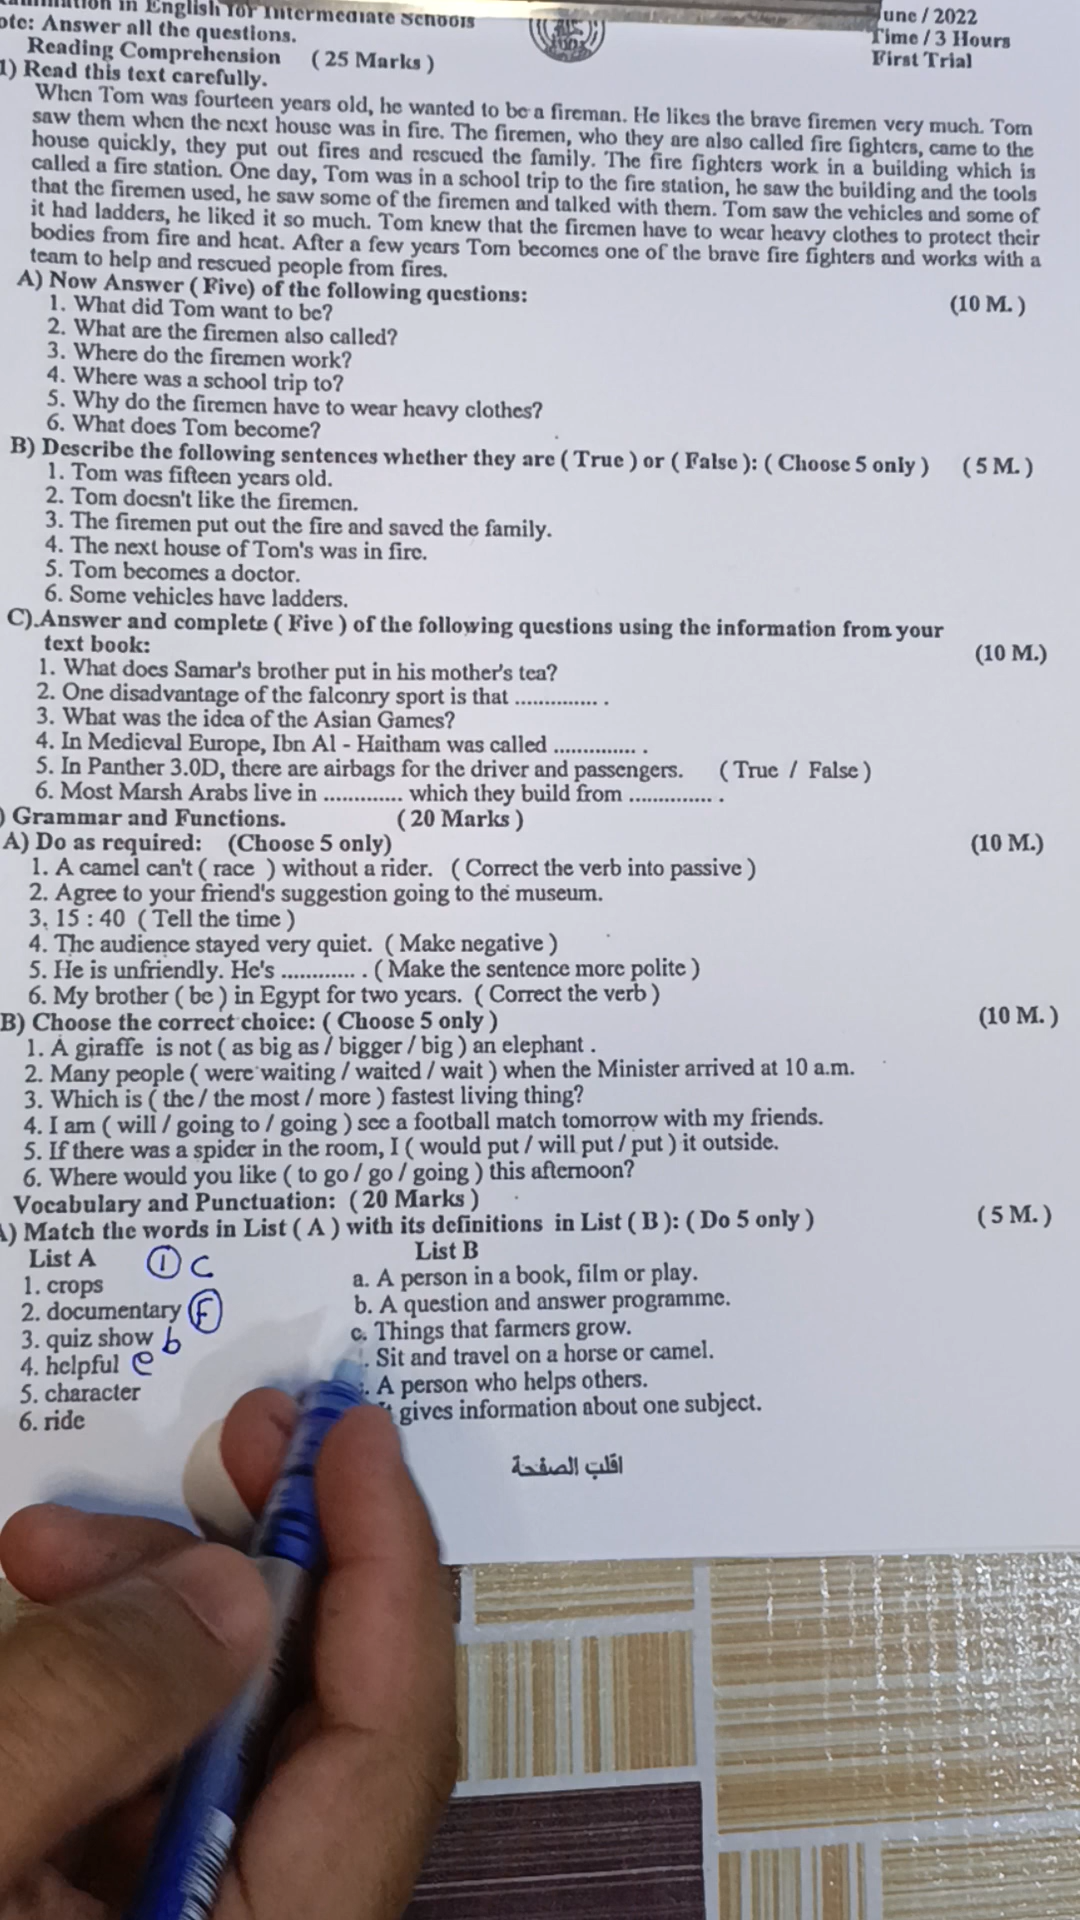 in English for Intermediate Schools
June / 2022
ote: Answer all the questions.
Time / 3 Hours
Reading Comprehension ( 25 Marks )
First Trial
1) Read this text carefully.
When Tom was fourteen years old, he wanted to be a fireman. He likes the brave firemen very much. Tom
saw them when the next house was in fire. The firemen, who they are also called fire fighters, came to the
house quickly, they put out fires and rescued the family. The fire fighters work in a building which is
called a fire station. One day, Tom was in a school trip to the fire station, he saw the building and the tools
that the firemen used, he saw some of the firemen and talked with them. Tom saw the vehicles and some of
it had ladders, he liked it so much. Tom knew that the firemen have to wear heavy clothes to protect their
bodies from fire and heat. After a few years Tom becomes one of the brave fire fighters and works with a
team to help and rescued people from fires.
A) Now Answer ( Five) of the following questions: (10 M. )
1. What did Tom want to be?
2. What are the firemen also called?
3. Where do the firemen work?
4. Where was a school trip to?
5. Why do the firemen have to wear heavy clothes?
6. What does Tom become?
B) Describe the following sentences whether they are ( True ) or ( False ): ( Choose 5 only ) ( 5 M. )
1. Tom was fifteen years old.
2. Tom doesn't like the firemen.
3. The firemen put out the fire and saved the family.
4. The next house of Tom's was in fire.
5. Tom becomes a doctor.
6. Some vehicles have ladders.
C).Answer and complete ( Five ) of the following questions using the information from your
text book: (10 M.)
1. What does Samar's brother put in his mother's tea?
2. One disadvantage of the falconry sport is that .............. .
3. What was the idea of the Asian Games?
4. In Medieval Europe, Ibn Al - Haitham was called .............. .
5. In Panther 3.0D, there are airbags for the driver and passengers. ( True / False )
6. Most Marsh Arabs live in ............. which they build from .............. .
) Grammar and Functions. ( 20 Marks )
A) Do as required: (Choose 5 only) (10 M.)
1. A camel can't ( race ) without a rider. ( Correct the verb into passive )
2. Agree to your friend's suggestion going to the museum.
3. 15 : 40 ( Tell the time )
4. The audience stayed very quiet. ( Make negative )
5. He is unfriendly. He's ............ . ( Make the sentence more polite )
6. My brother ( be ) in Egypt for two years. ( Correct the verb )
B) Choose the correct choice: ( Choose 5 only ) (10 M. )
1. A giraffe is not ( as big as / bigger / big ) an elephant .
2. Many people ( were waiting / waited / wait ) when the Minister arrived at 10 a.m.
3. Which is ( the / the most / more ) fastest living thing?
4. I am ( will / going to / going ) see a football match tomorrow with my friends.
5. If there was a spider in the room, I ( would put / will put / put ) it outside.
6. Where would you like ( to go / go / going ) this afternoon?
Vocabulary and Punctuation: ( 20 Marks )
) Match the words in List ( A ) with its definitions in List ( B ): ( Do 5 only ) ( 5 M. )
List A 1 C List B
1. crops a. A person in a book, film or play.
2. documentary F b. A question and answer programme.
3. quiz show b c. Things that farmers grow.
4. helpful e . Sit and travel on a horse or camel.
5. character . A person who helps others.
6. ride gives information about one subject.
اقلب الصفحة